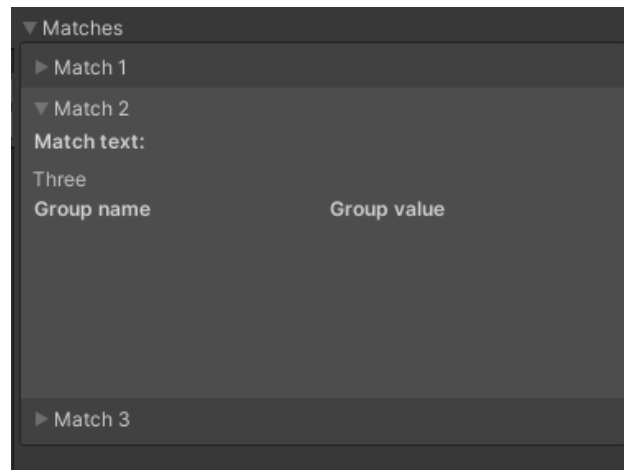 Matches
Match 1
Match 2
Match text:
Three
Group name Group value
Match 3